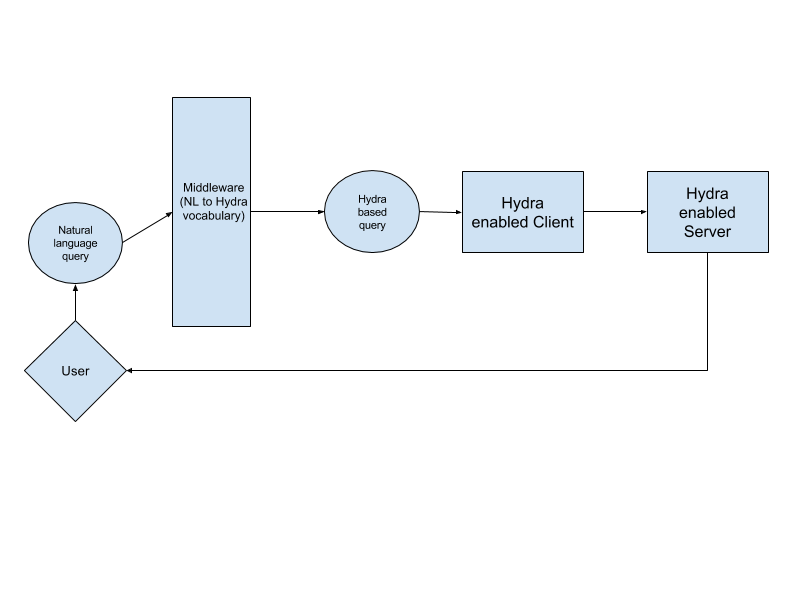 Natural
language
query
User
Middleware
(NL to Hydra
vocabulary)
Hydra
based
query
Hydra
enabled Client
Hydra
enabled
Server